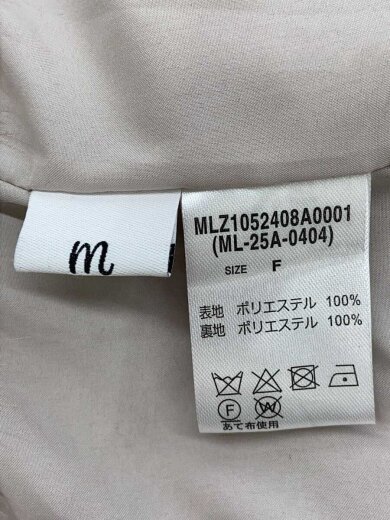 m
MLZ1052408A0001
(ML-25A-0404)
SIZE F
表地 ポリエステル 100%
裏地 ポリエステル 100%
F W
あて布使用